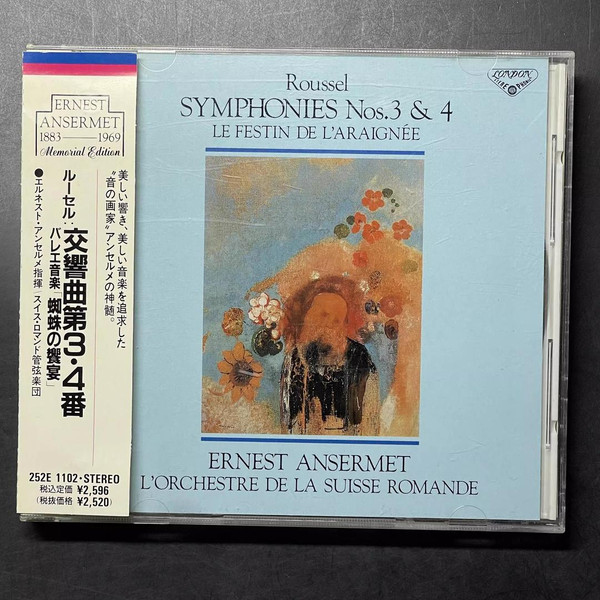 ERNEST
ANSERMET
1883 — 1969
Memorial Edition
美しい響き、美しい音楽を追求した
“音の画家”アンセルメの神髄。
ルーセル:交響曲第3・4番
バレエ音楽「蜘蛛の饗宴」
●エルネスト・アンセルメ指揮 スイス・ロマンド管弦楽団
252E 1102・STEREO
税込定価 ¥2,596
(税抜価格 ¥2,520)
Roussel
SYMPHONIES Nos.3 & 4
LE FESTIN DE L'ARAIGNÉE
LONDON
ERNEST ANSERMET
L'ORCHESTRE DE LA SUISSE ROMANDE